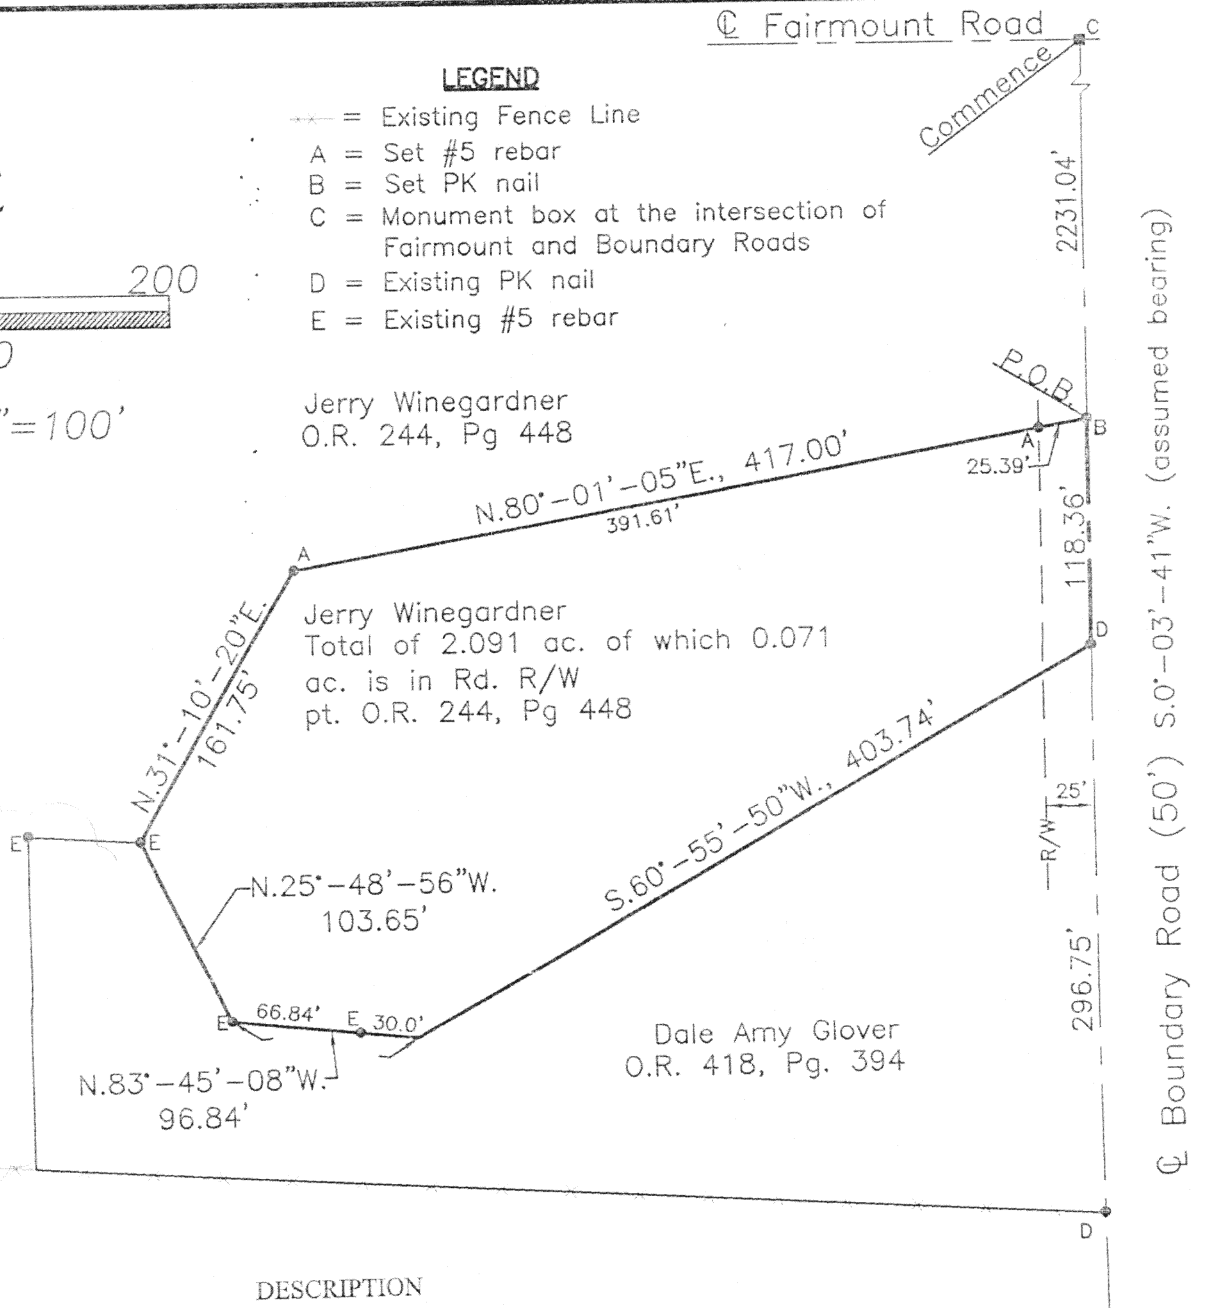 ℄ Fairmount Road C
Commence
LEGEND
= Existing Fence Line
A = Set #5 rebar
B = Set PK nail
C = Monument box at the intersection of
Fairmount and Boundary Roads
D = Existing PK nail
E = Existing #5 rebar
200
"=100'
2231.04'
P.O.B.
Jerry Winegardner
O.R. 244, Pg 448
N.80°-01'-05"E., 417.00'
391.61'
A
B
25.39'
118.36'
A
D
Jerry Winegardner
Total of 2.091 ac. of which 0.071
ac. is in Rd. R/W
pt. O.R. 244, Pg 448
N.31°-10'-20"E.
161.75'
S.60°-55'-50"W., 403.74'
25'
R/W
E
E
N.25°-48'-56"W.
103.65'
E
66.84'
E
30.0'
N.83°-45'-08"W.
96.84'
Dale Amy Glover
O.R. 418, Pg. 394
296.75'
D
℄ Boundary Road (50') S.0°-03'-41"W. (assumed bearing)
DESCRIPTION